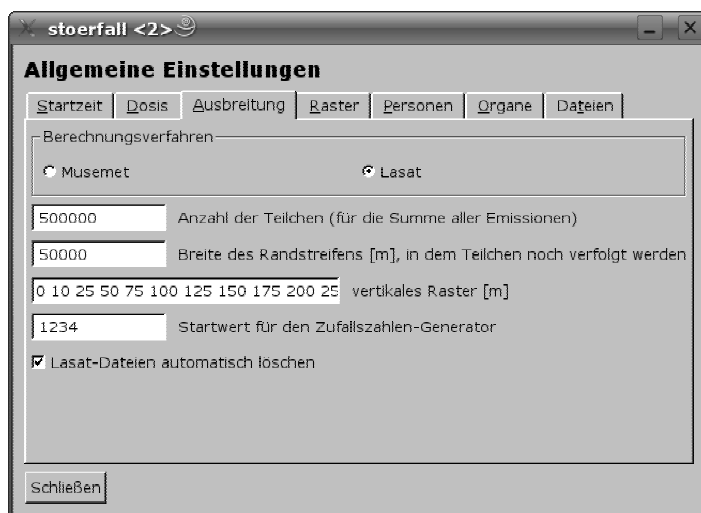 stoerfall <2>
Allgemeine Einstellungen
Startzeit Dosis Ausbreitung Raster Personen Organe Dateien
Berechnungsverfahren
Musemet Lasat
500000 Anzahl der Teilchen (für die Summe aller Emissionen)
50000 Breite des Randstreifens [m], in dem Teilchen noch verfolgt werden
0 10 25 50 75 100 125 150 175 200 25 vertikales Raster [m]
1234 Startwert für den Zufallszahlen-Generator
Lasat-Dateien automatisch löschen
Schließen